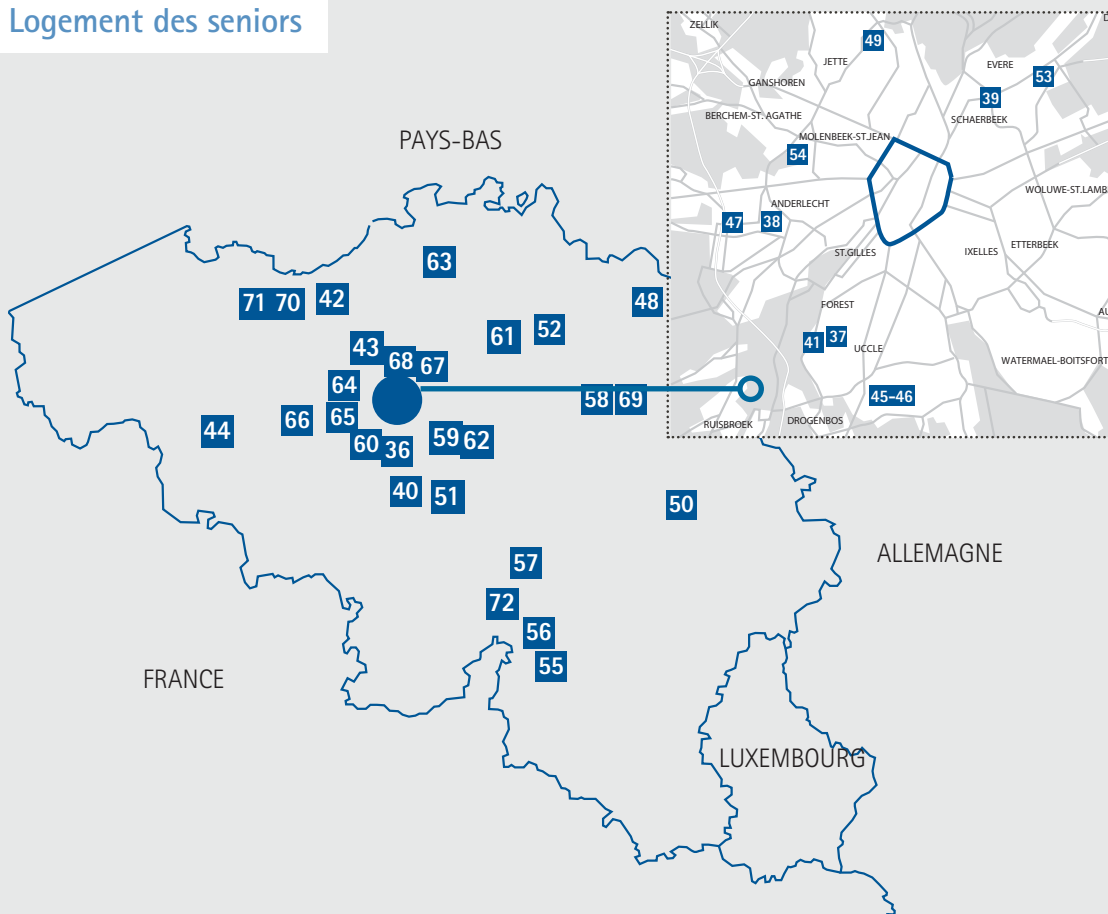 Logement des seniors
ZELLIK
49
JETTE
EVERE
53
GANSHOREN
39
BERCHEM-ST. AGATHE
SCHAERBEEK
MOLENBEEK-ST.JEAN
54
WOLUWE-ST.LAMB
ANDERLECHT
47
38
ST.GILLES
IXELLES
ETTERBEEK
FOREST
AU
41
37
UCCLE
WATERMAEL-BOITSFORT
45-46
RUISBROEK
DROGENBOS
PAYS-BAS
63
71
70
42
48
61
52
43
68
67
64
58
69
66
65
44
60
36
59
62
40
51
50
57
ALLEMAGNE
72
56
55
FRANCE
LUXEMBOURG